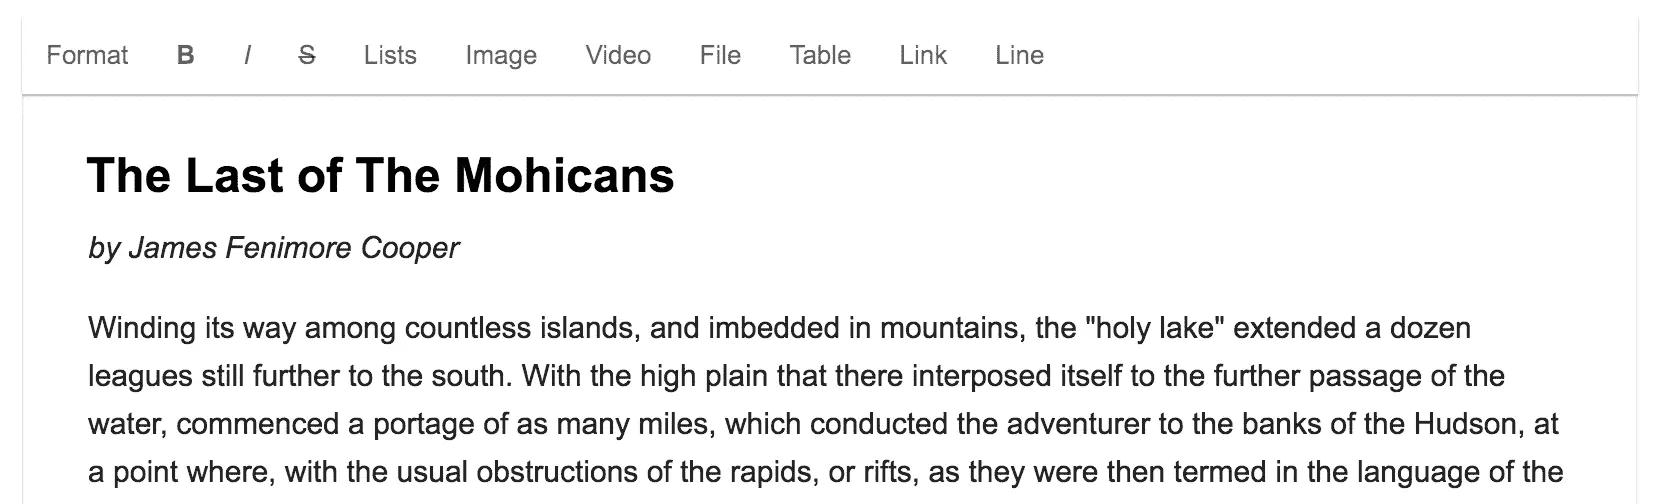 Format B I S Lists Image Video File Table Link Line
The Last of The Mohicans
by James Fenimore Cooper
Winding its way among countless islands, and imbedded in mountains, the "holy lake" extended a dozen
leagues still further to the south. With the high plain that there interposed itself to the further passage of the
water, commenced a portage of as many miles, which conducted the adventurer to the banks of the Hudson, at
a point where, with the usual obstructions of the rapids, or rifts, as they were then termed in the language of the